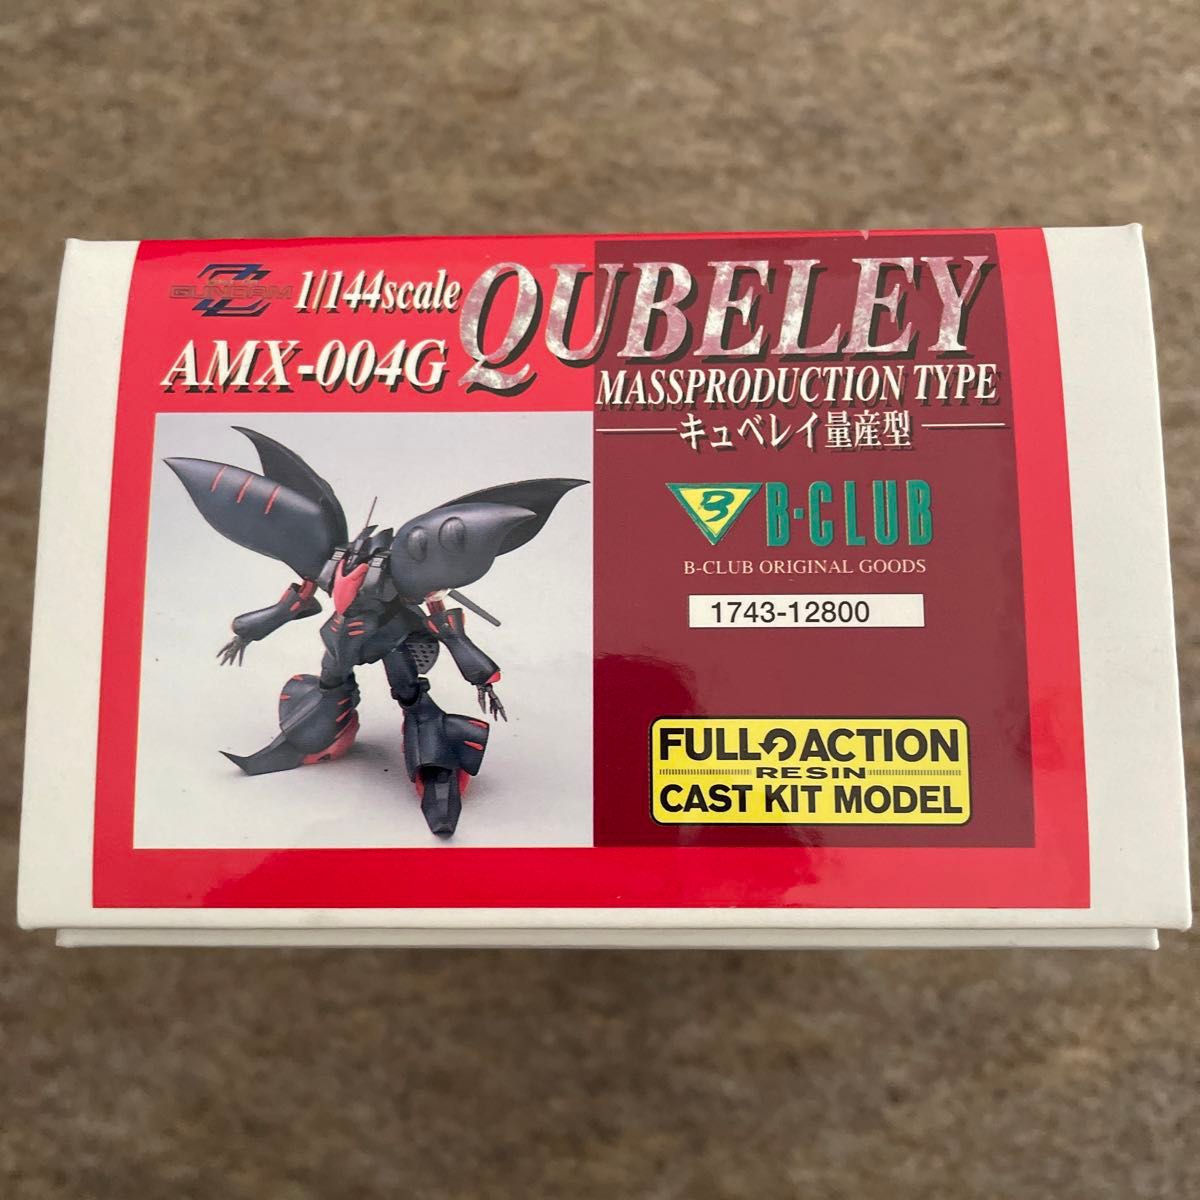 GUNDAM
1/144scale
QUBELEY
AMX-004G
MASSPRODUCTION TYPE
キュベレイ量産型
B
B-CLUB
B-CLUB ORIGINAL GOODS
1743-12800
FULL ACTION
RESIN
CAST KIT MODEL